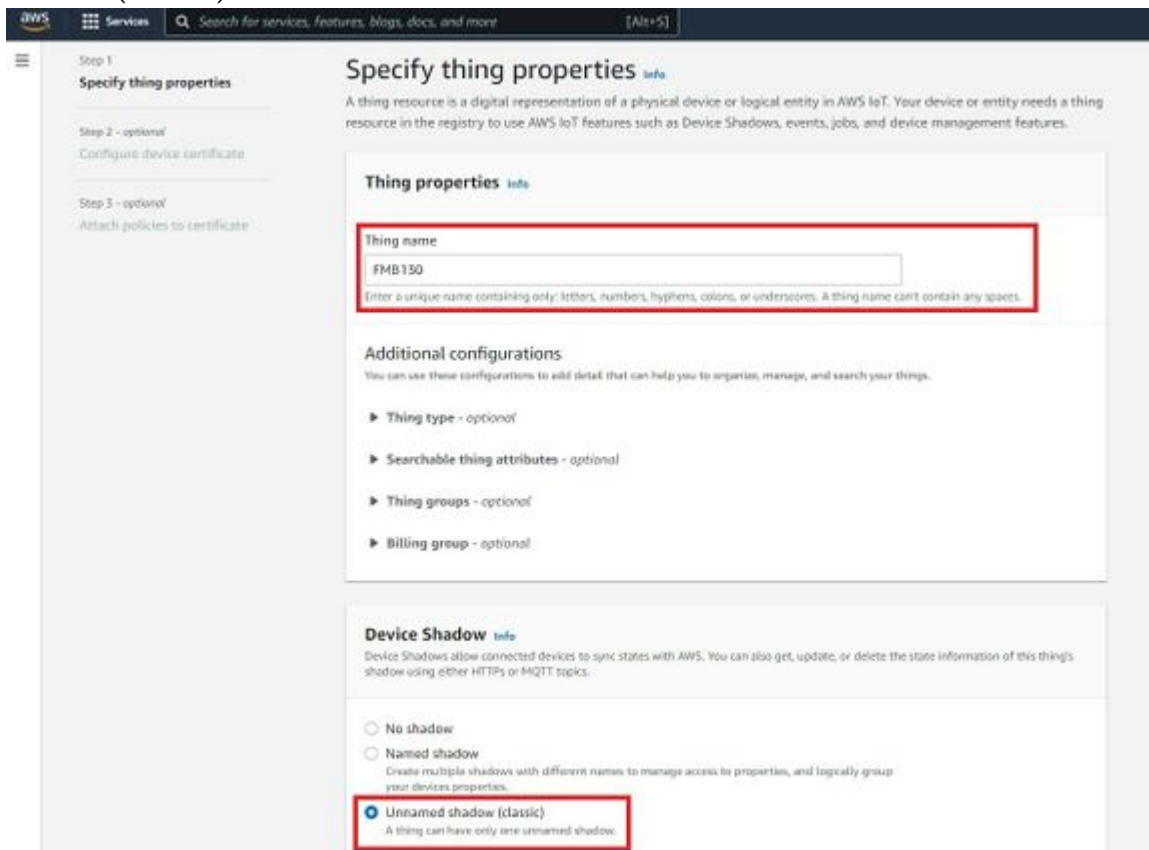 aws
Services
Search for services, features, blogs, docs, and more
[Alt+S]
Step 1
Specify thing properties
Step 2 - optional
Configure device certificate
Step 3 - optional
Attach policies to certificate
Specify thing properties Info
A thing resource is a digital representation of a physical device or logical entity in AWS IoT. Your device or entity needs a thing
resource in the registry to use AWS IoT features such as Device Shadows, events, jobs, and device management features.
Thing properties Info
Thing name
FMB130
Enter a unique name containing only: letters, numbers, hyphens, colons, or underscores. A thing name can't contain any spaces.
Additional configurations
You can use these configurations to add detail that can help you to organize, manage, and search your things.
Thing type - optional
Searchable thing attributes - optional
Thing groups - optional
Billing group - optional
Device Shadow Info
Device Shadows allow connected devices to sync states with AWS. You can also get, update, or delete the state information of this thing's
shadow using either HTTPs or MQTT topics.
No shadow
Named shadow
Create multiple shadows with different names to manage access to properties, and logically group
your devices properties.
Unnamed shadow (classic)
A thing can have only one unnamed shadow.